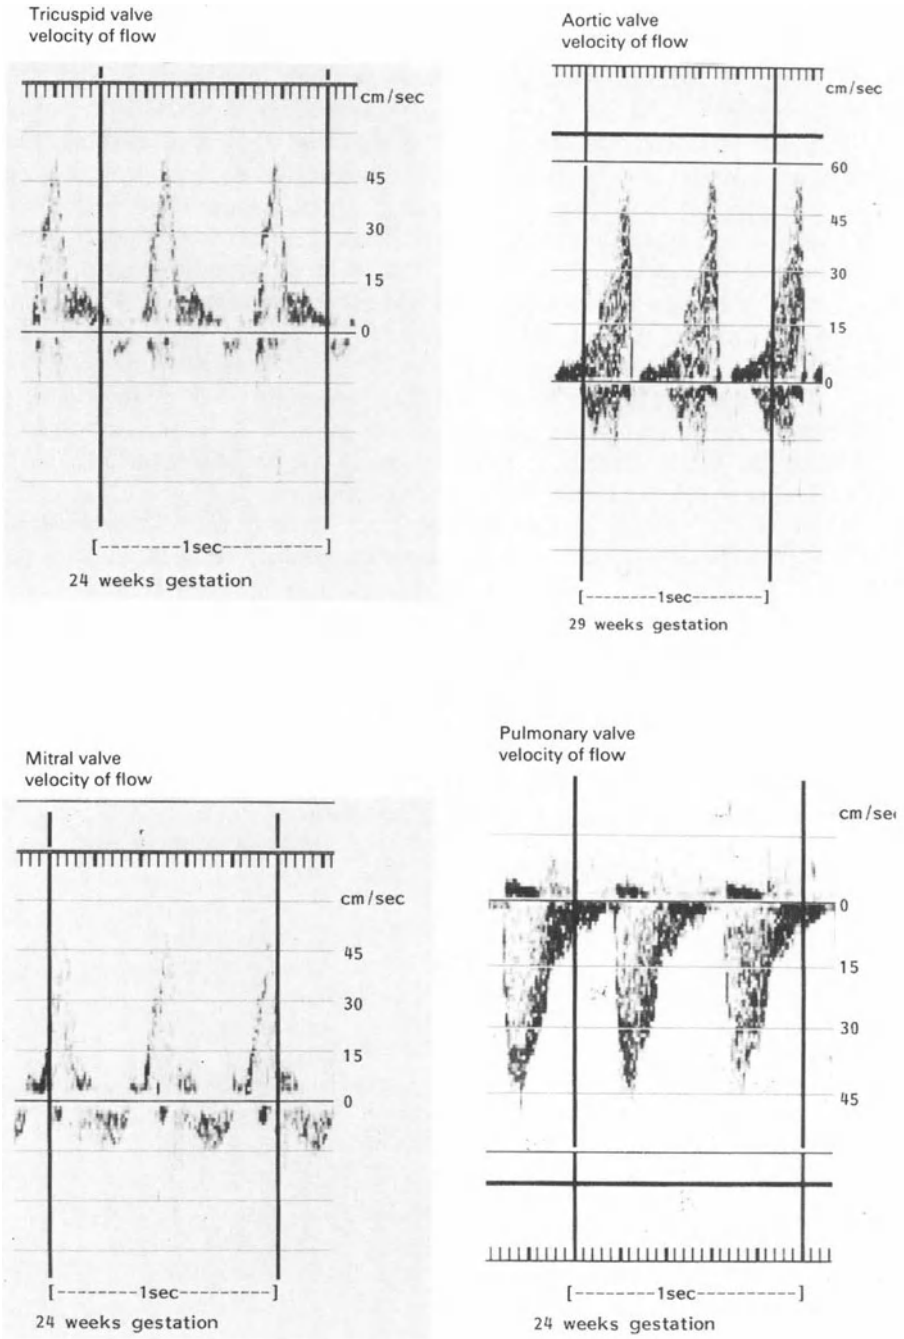 Tricuspid valve
velocity of flow
cm/sec
45
30
15
0
[--------1sec--------]
24 weeks gestation
Aortic valve
velocity of flow
cm/sec
60
45
30
15
0
[--------1sec--------]
29 weeks gestation
Mitral valve
velocity of flow
cm/sec
45
30
15
0
[--------1sec--------]
24 weeks gestation
Pulmonary valve
velocity of flow
cm/sec
0
15
30
45
[--------1sec--------]
24 weeks gestation